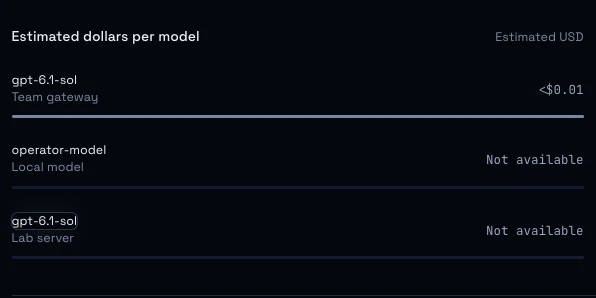 Estimated dollars per model
Estimated USD
gpt-6.1-sol
Team gateway
<$0.01
operator-model
Local model
Not available
gpt-6.1-sol
Lab server
Not available